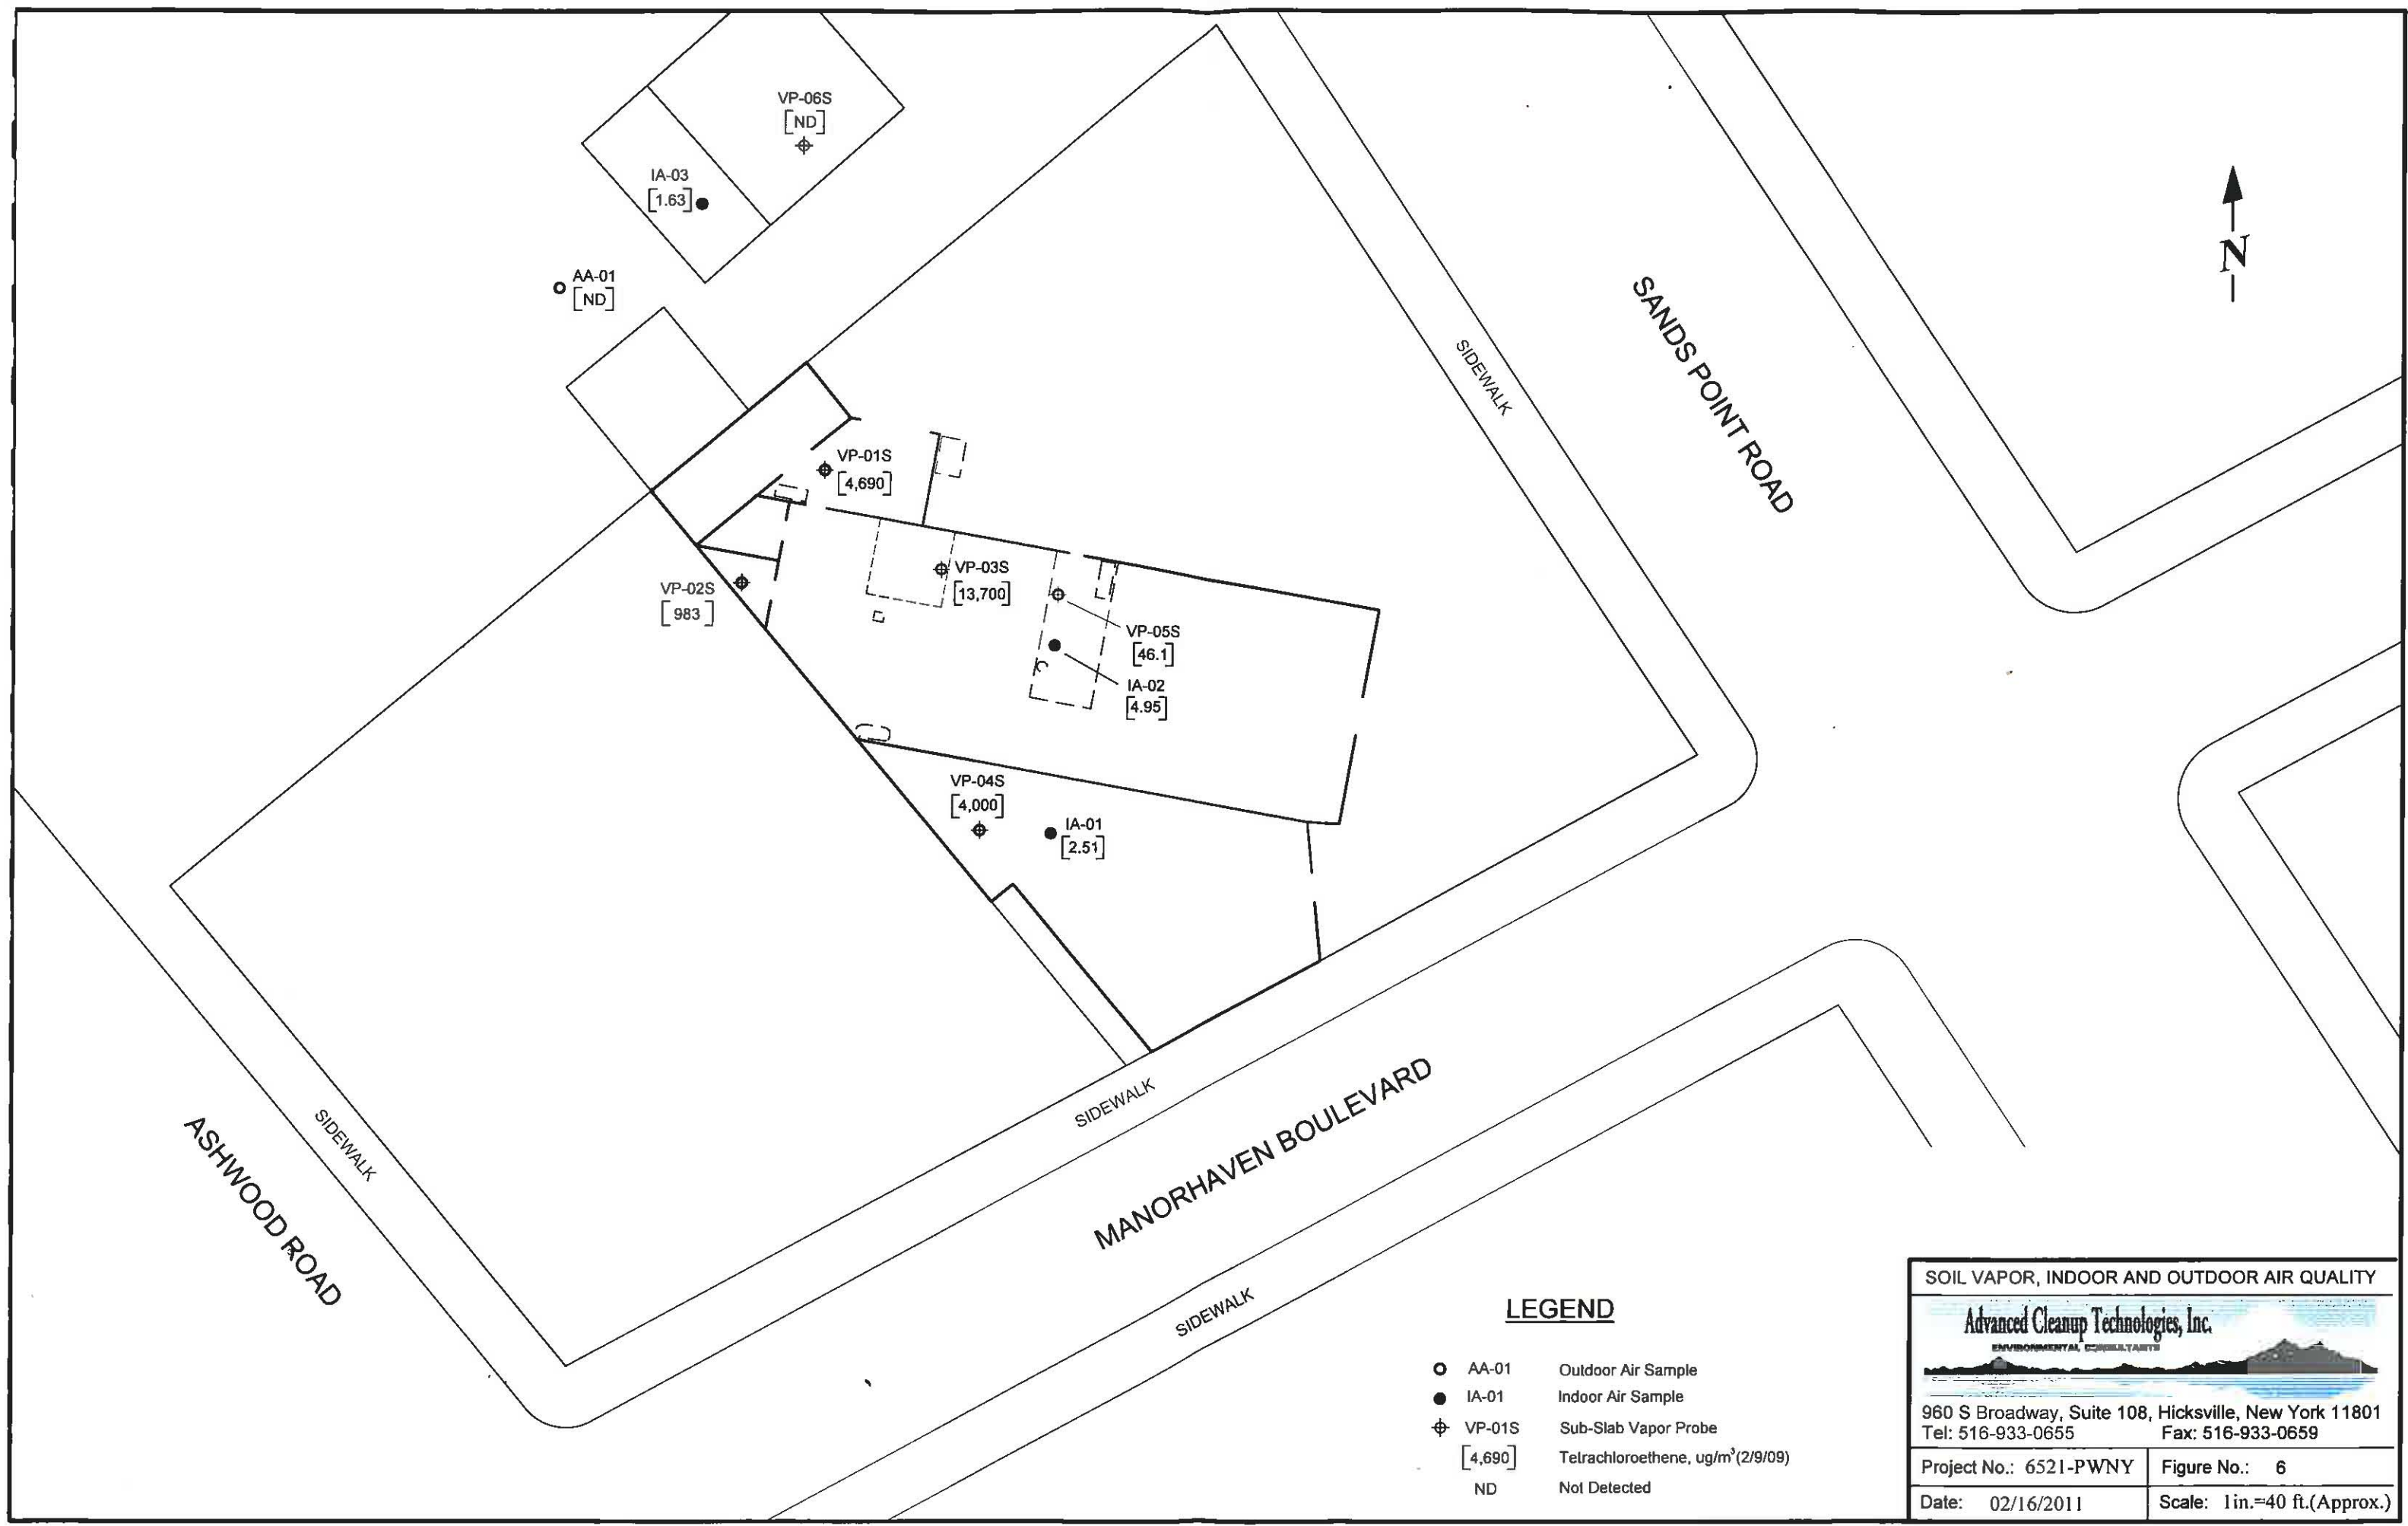 VP-06S
[ND]
IA-03
[1.63]
AA-01
[ND]
N
SANDS POINT ROAD
SIDEWALK
VP-01S
[4,690]
VP-03S
[13,700]
VP-02S
[983]
VP-05S
[46.1]
IA-02
[4.95]
VP-04S
[4,000]
IA-01
[2.51]
SIDEWALK
ASHWOOD ROAD
SIDEWALK
MANORHAVEN BOULEVARD
SIDEWALK
LEGEND
AA-01 Outdoor Air Sample
IA-01 Indoor Air Sample
VP-01S Sub-Slab Vapor Probe
[4,690] Tetrachloroethene, ug/m³(2/9/09)
ND Not Detected
SOIL VAPOR, INDOOR AND OUTDOOR AIR QUALITY
Advanced Cleanup Technologies, Inc.
ENVIRONMENTAL CONSULTANTS
960 S Broadway, Suite 108, Hicksville, New York 11801
Tel: 516-933-0655 Fax: 516-933-0659
Project No.: 6521-PWNY Figure No.: 6
Date: 02/16/2011 Scale: 1in.=40 ft.(Approx.)